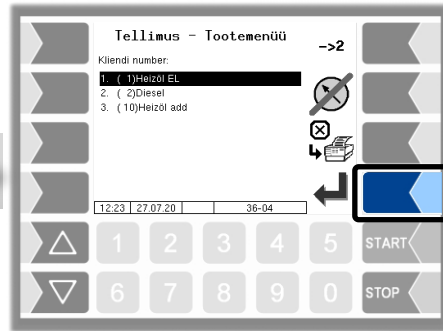 Tellimus - Tootemenüü
->2
Kliendi number:
1. ( 1)Heizöl EL
2. ( 2)Diesel
3. ( 10)Heizöl add
12:23 27.07.20 36-04
1 2 3 4 5 START
6 7 8 9 0 STOP